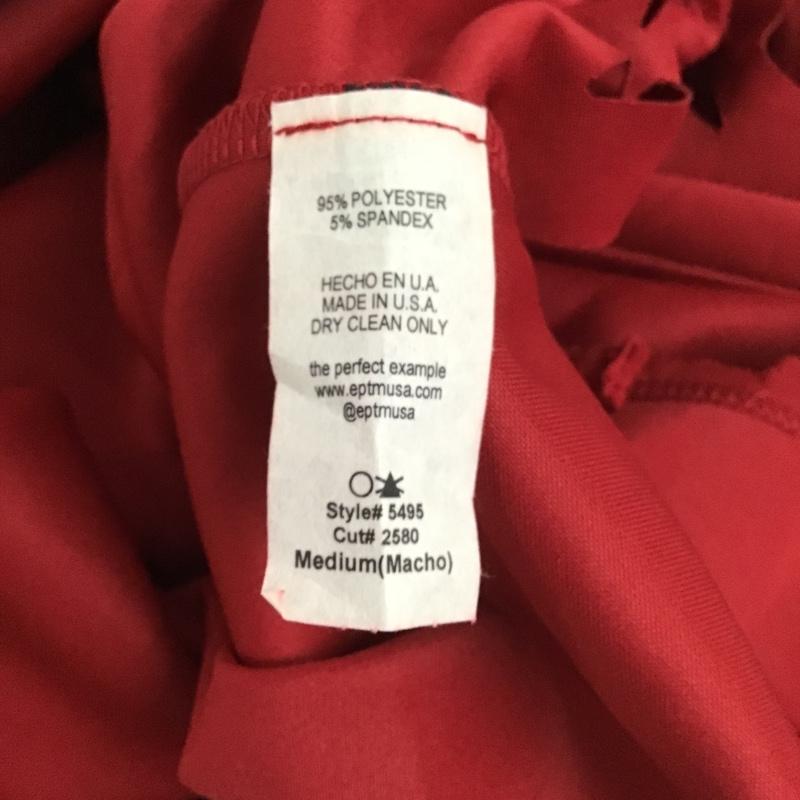 95% POLYESTER
5% SPANDEX
HECHO EN U.A.
MADE IN U.S.A.
DRY CLEAN ONLY
the perfect example
www.eptmusa.com
@eptmusa
Style# 5495
Cut# 2580
Medium(Macho)